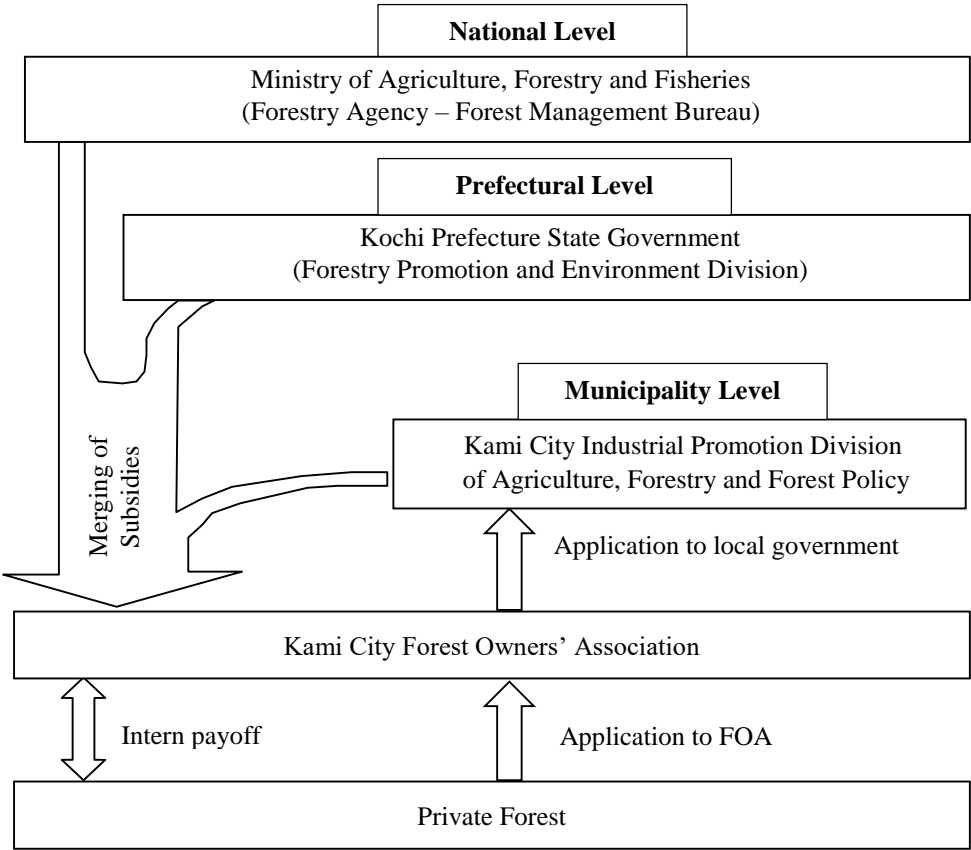 National Level
Ministry of Agriculture, Forestry and Fisheries
(Forestry Agency – Forest Management Bureau)
Prefectural Level
Kochi Prefecture State Government
(Forestry Promotion and Environment Division)
Municipality Level
Kami City Industrial Promotion Division
of Agriculture, Forestry and Forest Policy
Merging of
Subsidies
Application to local government
Kami City Forest Owners’ Association
Intern payoff
Application to FOA
Private Forest